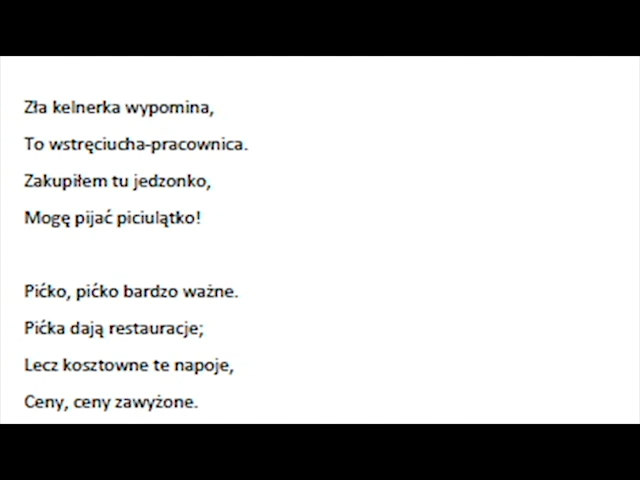 Zła kelnerka wypomina,
To wstręciucha-pracownica.
Zakupiłem tu jedzonko,
Mogę pijać piciulątko!
Pićko, pićko bardzo ważne.
Pićka dają restauracje;
Lecz kosztowne te napoje,
Ceny, ceny zawyżone.